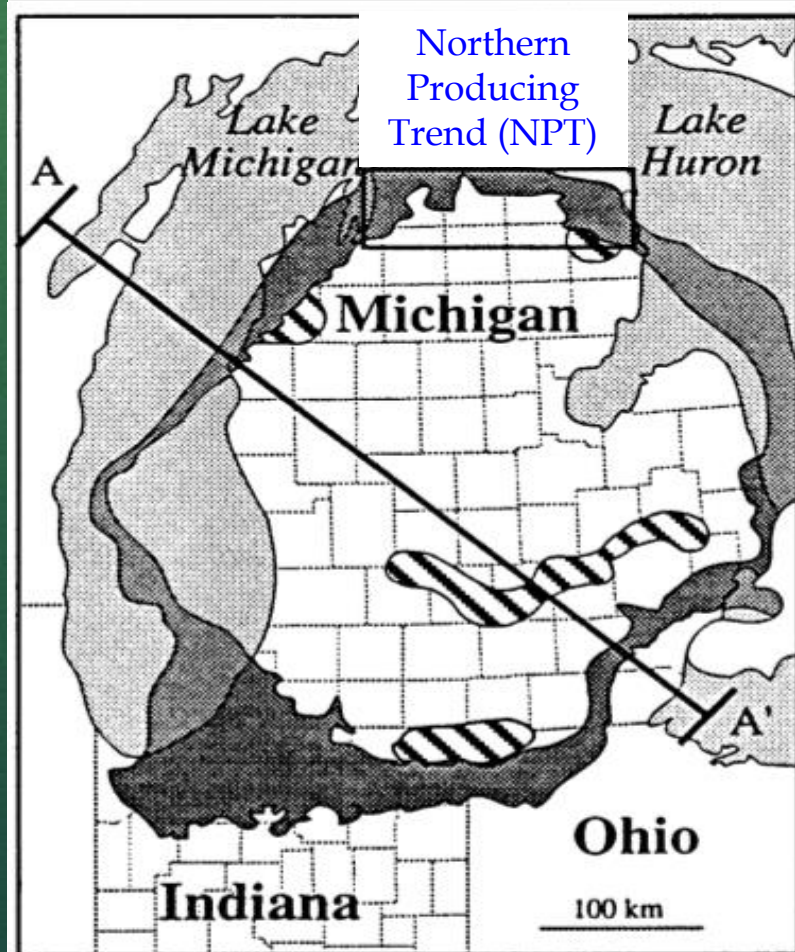 Northern
Producing
Trend (NPT)
Lake
Michigan
Lake
Huron
A
Michigan
A'
Ohio
Indiana
100 km